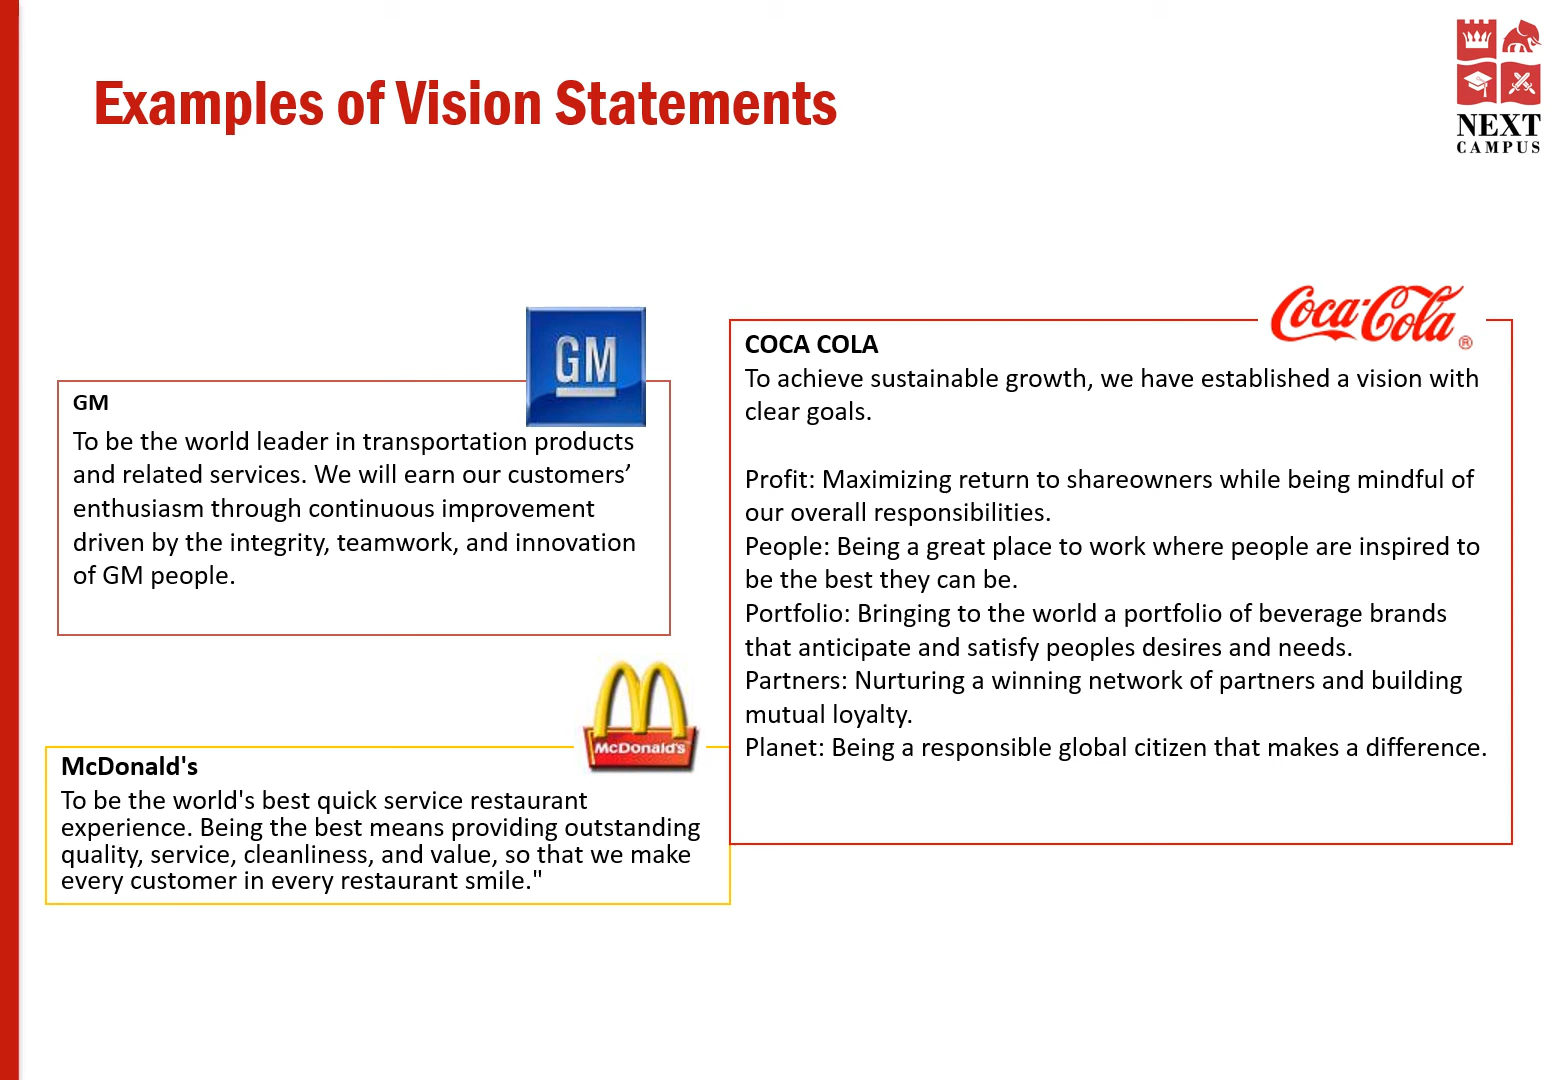 Examples of Vision Statements
NEXT
CAMPUS
GM
GM
To be the world leader in transportation products
and related services. We will earn our customers’
enthusiasm through continuous improvement
driven by the integrity, teamwork, and innovation
of GM people.
McDonald's
McDonald's
To be the world's best quick service restaurant
experience. Being the best means providing outstanding
quality, service, cleanliness, and value, so that we make
every customer in every restaurant smile."
Coca-Cola ®
COCA COLA
To achieve sustainable growth, we have established a vision with
clear goals.
Profit: Maximizing return to shareowners while being mindful of
our overall responsibilities.
People: Being a great place to work where people are inspired to
be the best they can be.
Portfolio: Bringing to the world a portfolio of beverage brands
that anticipate and satisfy peoples desires and needs.
Partners: Nurturing a winning network of partners and building
mutual loyalty.
Planet: Being a responsible global citizen that makes a difference.